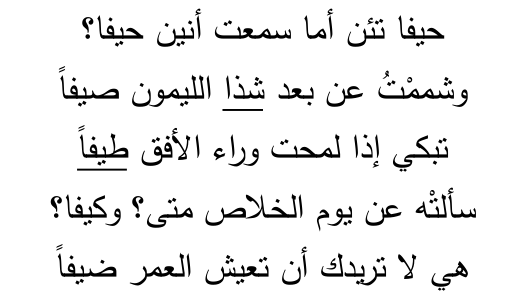 حيفا تئن أما سمعت أنين حيفا؟
وشممْتُ عن بعد شذا الليمون صيفاً
تبكي إذا لمحت وراء الأفق طيفاً
سألتْه عن يوم الخلاص متى؟ وكيفا؟
هي لا تريدك أن تعيش العمر ضيفاً